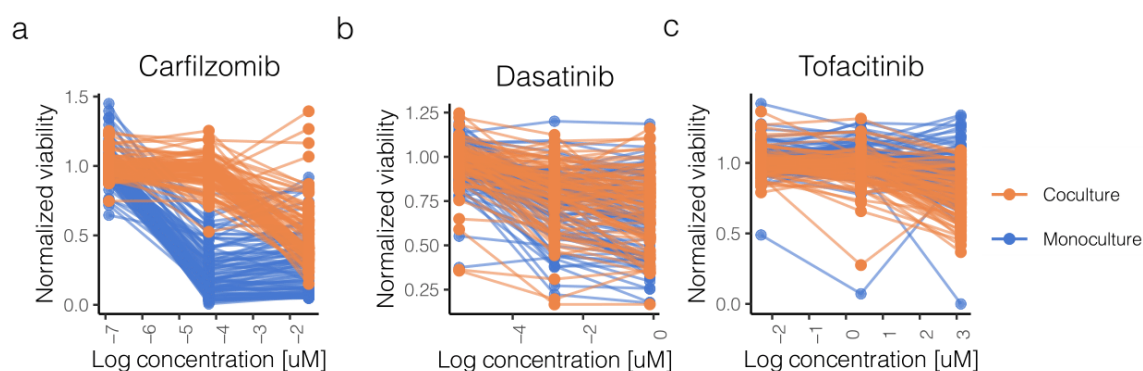 a
b
c
Carfilzomib
Dasatinib
Tofacitinib
Normalized viability
1.5
1.0
0.5
0.0
−7
−6
−5
−4
−3
−2
Log concentration [uM]
Normalized viability
1.25
1.00
0.75
0.50
0.25
−4
−2
0
Log concentration [uM]
Normalized viability
1.0
0.5
0.0
−2
−1
0
1
2
3
Log concentration [uM]
Coculture
Monoculture